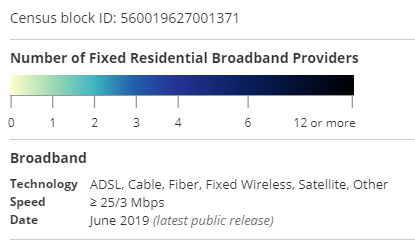 Census block ID: 560019627001371
Number of Fixed Residential Broadband Providers
0 1 2 3 4 6 12 or more
Broadband
Technology ADSL, Cable, Fiber, Fixed Wireless, Satellite, Other
Speed ≥ 25/3 Mbps
Date June 2019 (latest public release)